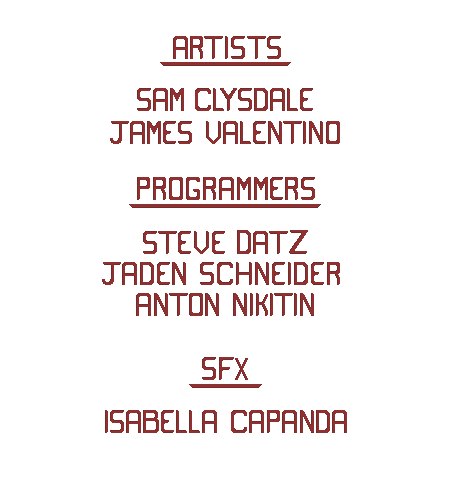 ARTISTS
SAM CLYSDALE
JAMES VALENTINO
PROGRAMMERS
STEVE DATZ
JADEN SCHNEIDER
ANTON NIKITIN
SFX
ISABELLA CAPANDA